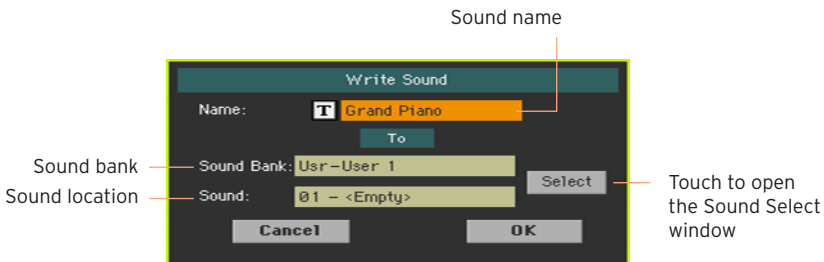 Sound name
Write Sound
Name: T Grand Piano
To
Sound bank
Sound Bank: Usr-User 1
Select
Sound location
Sound: 01 - <Empty>
Touch to open
the Sound Select
window
Cancel OK